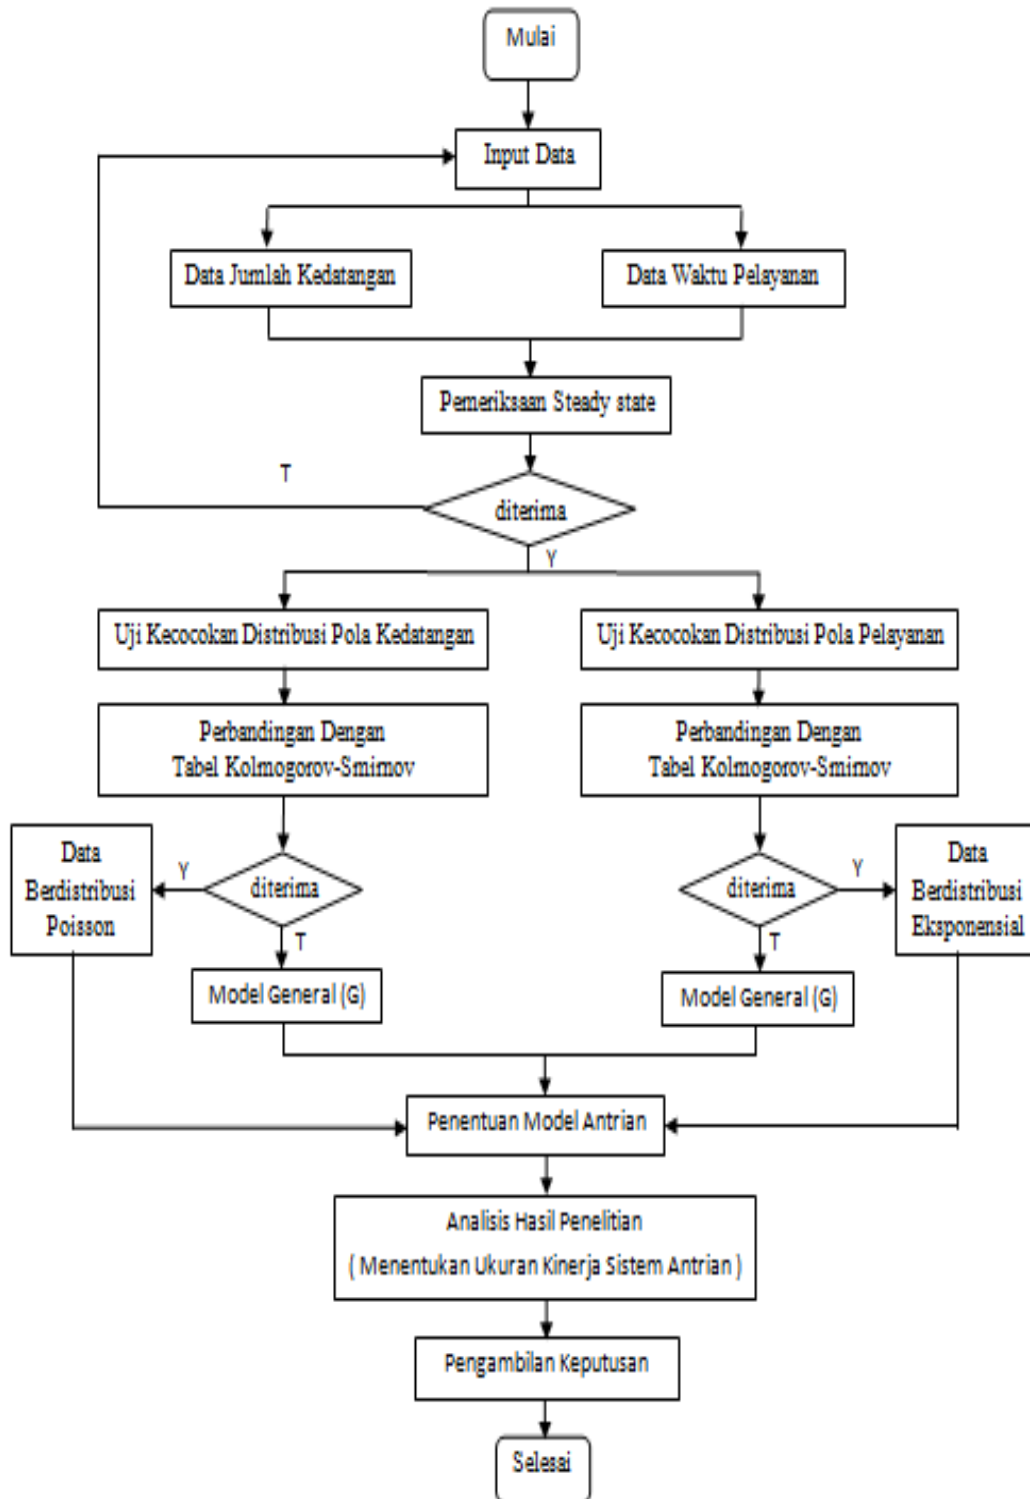 Mulai
Input Data
Data Jumlah Kedatangan
Data Waktu Pelayanan
Pemeriksaan Steady state
T
diterima
Y
Uji Kecocokan Distribusi Pola Kedatangan
Uji Kecocokan Distribusi Pola Pelayanan
Perbandingan Dengan
Tabel Kolmogorov-Smirnov
Perbandingan Dengan
Tabel Kolmogorov-Smirnov
Data
Berdistribusi
Poisson
Y
diterima
T
diterima
Y
T
Data
Berdistribusi
Eksponensial
Model General (G)
Model General (G)
Penentuan Model Antrian
Analisis Hasil Penelitian
( Menentukan Ukuran Kinerja Sistem Antrian )
Pengambilan Keputusan
Selesai